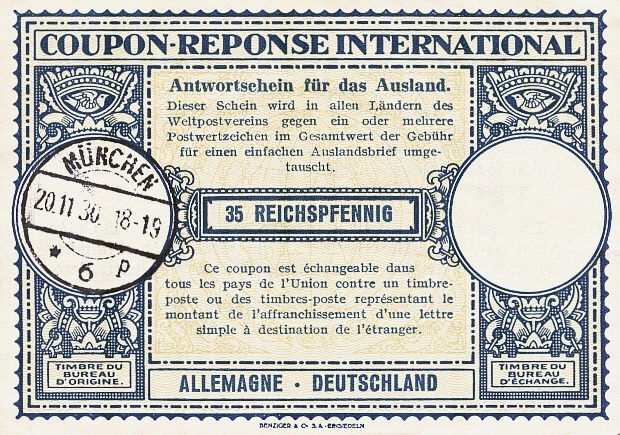 COUPON-REPONSE INTERNATIONAL
Antwortschein für das Ausland.
Dieser Schein wird in allen Ländern des
Weltpostvereins gegen ein oder mehrere
Postwertzeichen im Gesamtwert der Gebühr
für einen einfachen Auslandsbrief umge-
tauscht.
MÜNCHEN
20.11 30. 18-19
* 6 P
35 REICHSPFENNIG
Ce coupon est échangeable dans
tous les pays de l'Union contre un timbre-
poste ou des timbres-poste représentant le
montant de l'affranchissement d'une lettre
simple à destination de l'étranger.
TIMBRE DU
BUREAU
D'ORIGINE.
ALLEMAGNE · DEUTSCHLAND
TIMBRE DU
BUREAU
D'ÉCHANGE.
BENZIGER & Co S.A. EINSIEDELN